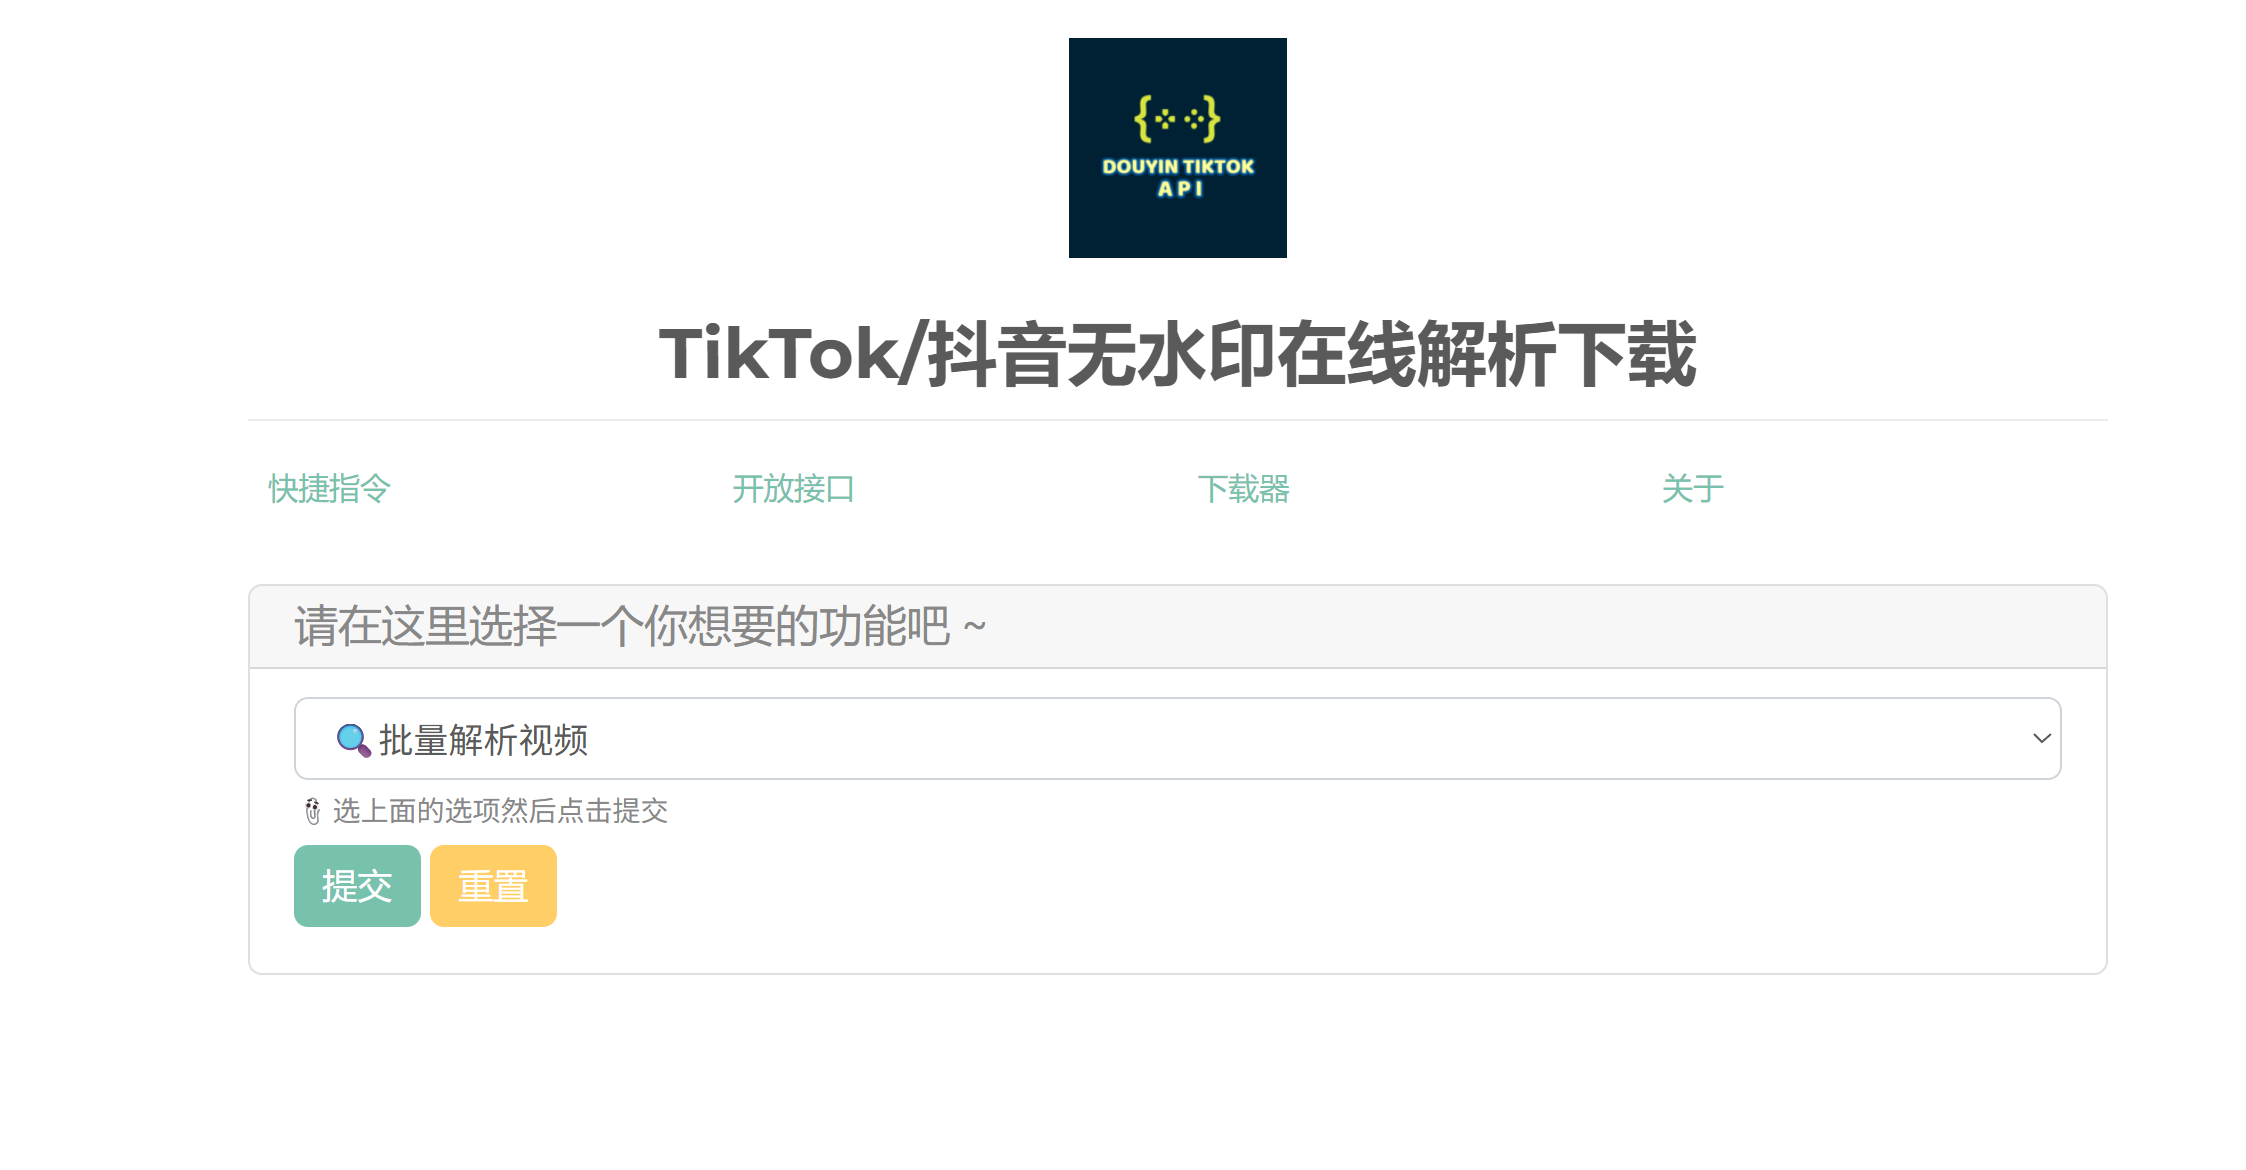 DOUYIN TIKTOK
API
TikTok/抖音无水印在线解析下载
快捷指令 开放接口 下载器 关于
请在这里选择一个你想要的功能吧 ~
🔍批量解析视频
选上面的选项然后点击提交
提交 重置